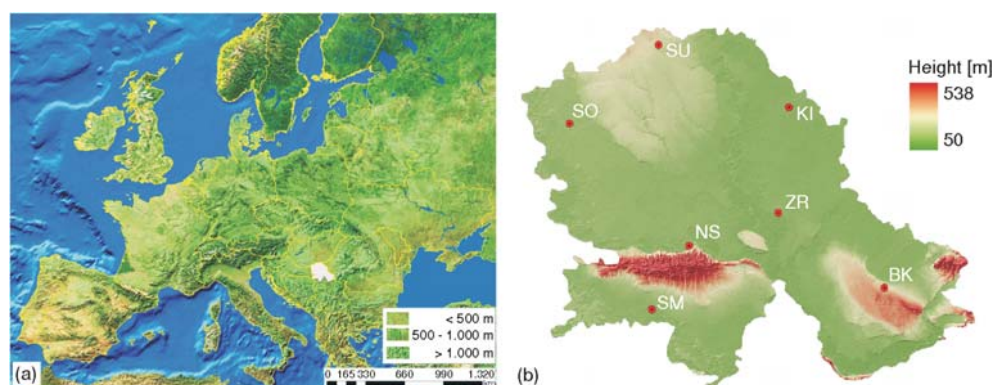 < 500 m
500 - 1.000 m
> 1.000 m
0 165 330 660 990 1.320
(a)
SU
SO
KI
ZR
NS
BK
SM
Height [m]
538
50
(b)